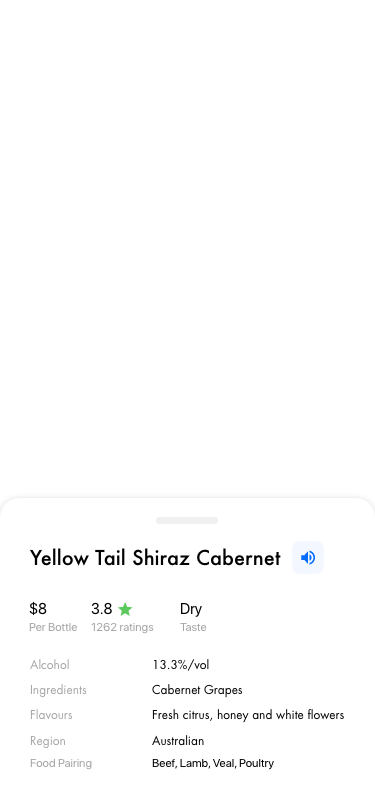 Yellow Tail Shiraz Cabernet
$8 3.8 Dry
Per Bottle 1262 ratings Taste
Alcohol 13.3%/vol
Ingredients Cabernet Grapes
Flavours Fresh citrus, honey and white flowers
Region Australian
Food Pairing Beef, Lamb, Veal, Poultry